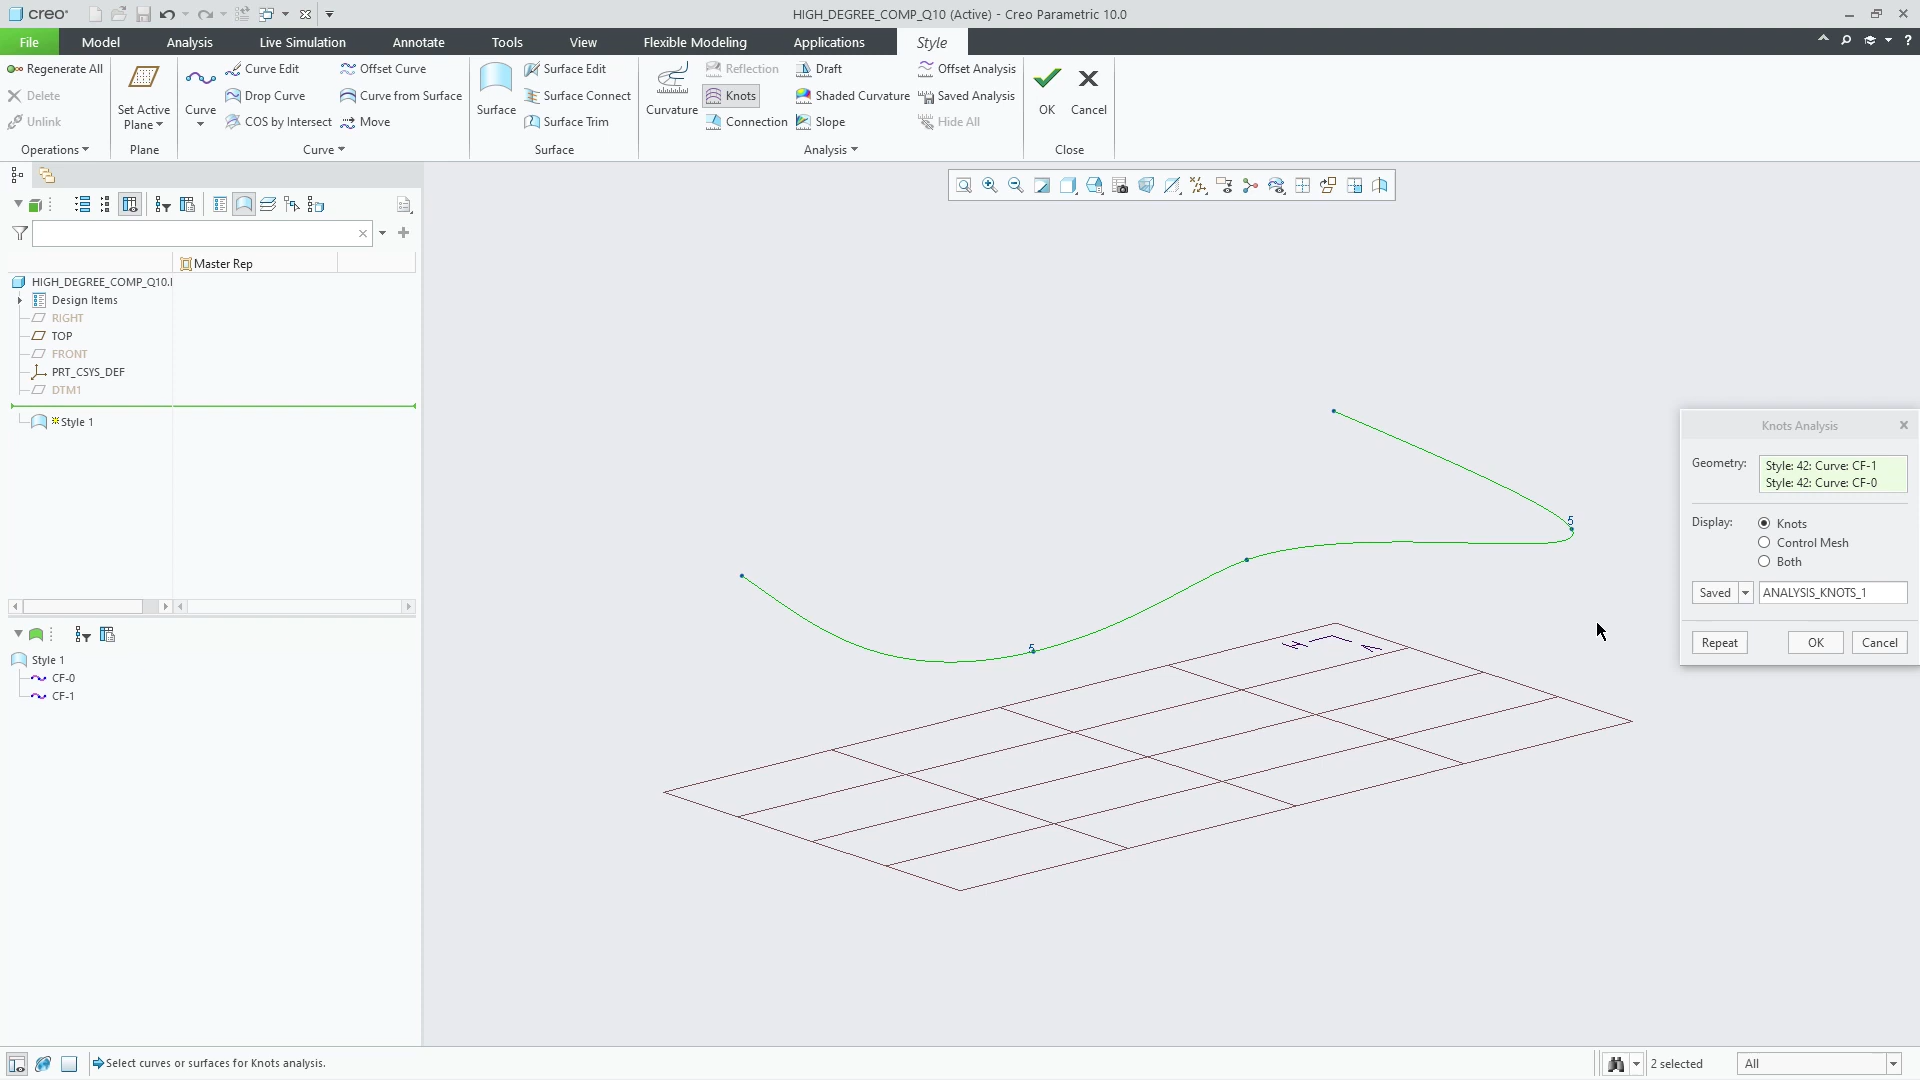 creo
HIGH_DEGREE_COMP_Q10 (Active) - Creo Parametric 10.0
File Model Analysis Live Simulation Annotate Tools View Flexible Modeling Applications Style
Regenerate All
Delete
Unlink
Operations
Set Active
Plane
Plane
Curve
Curve Edit
Drop Curve
COS by Intersect
Offset Curve
Curve from Surface
Move
Curve
Surface
Surface Edit
Surface Connect
Surface Trim
Surface
Curvature
Reflection
Knots
Connection
Draft
Shaded Curvature
Slope
Offset Analysis
Saved Analysis
Hide All
Analysis
OK
Cancel
Close
Master Rep
HIGH_DEGREE_COMP_Q10.
Design Items
RIGHT
TOP
FRONT
PRT_CSYS_DEF
DTM1
Style 1
Style 1
CF-0
CF-1
5
5
Knots Analysis
Geometry: Style: 42: Curve: CF-1
Style: 42: Curve: CF-0
Display: Knots
Control Mesh
Both
Saved ANALYSIS_KNOTS_1
Repeat OK Cancel
Select curves or surfaces for Knots analysis.
2 selected
All